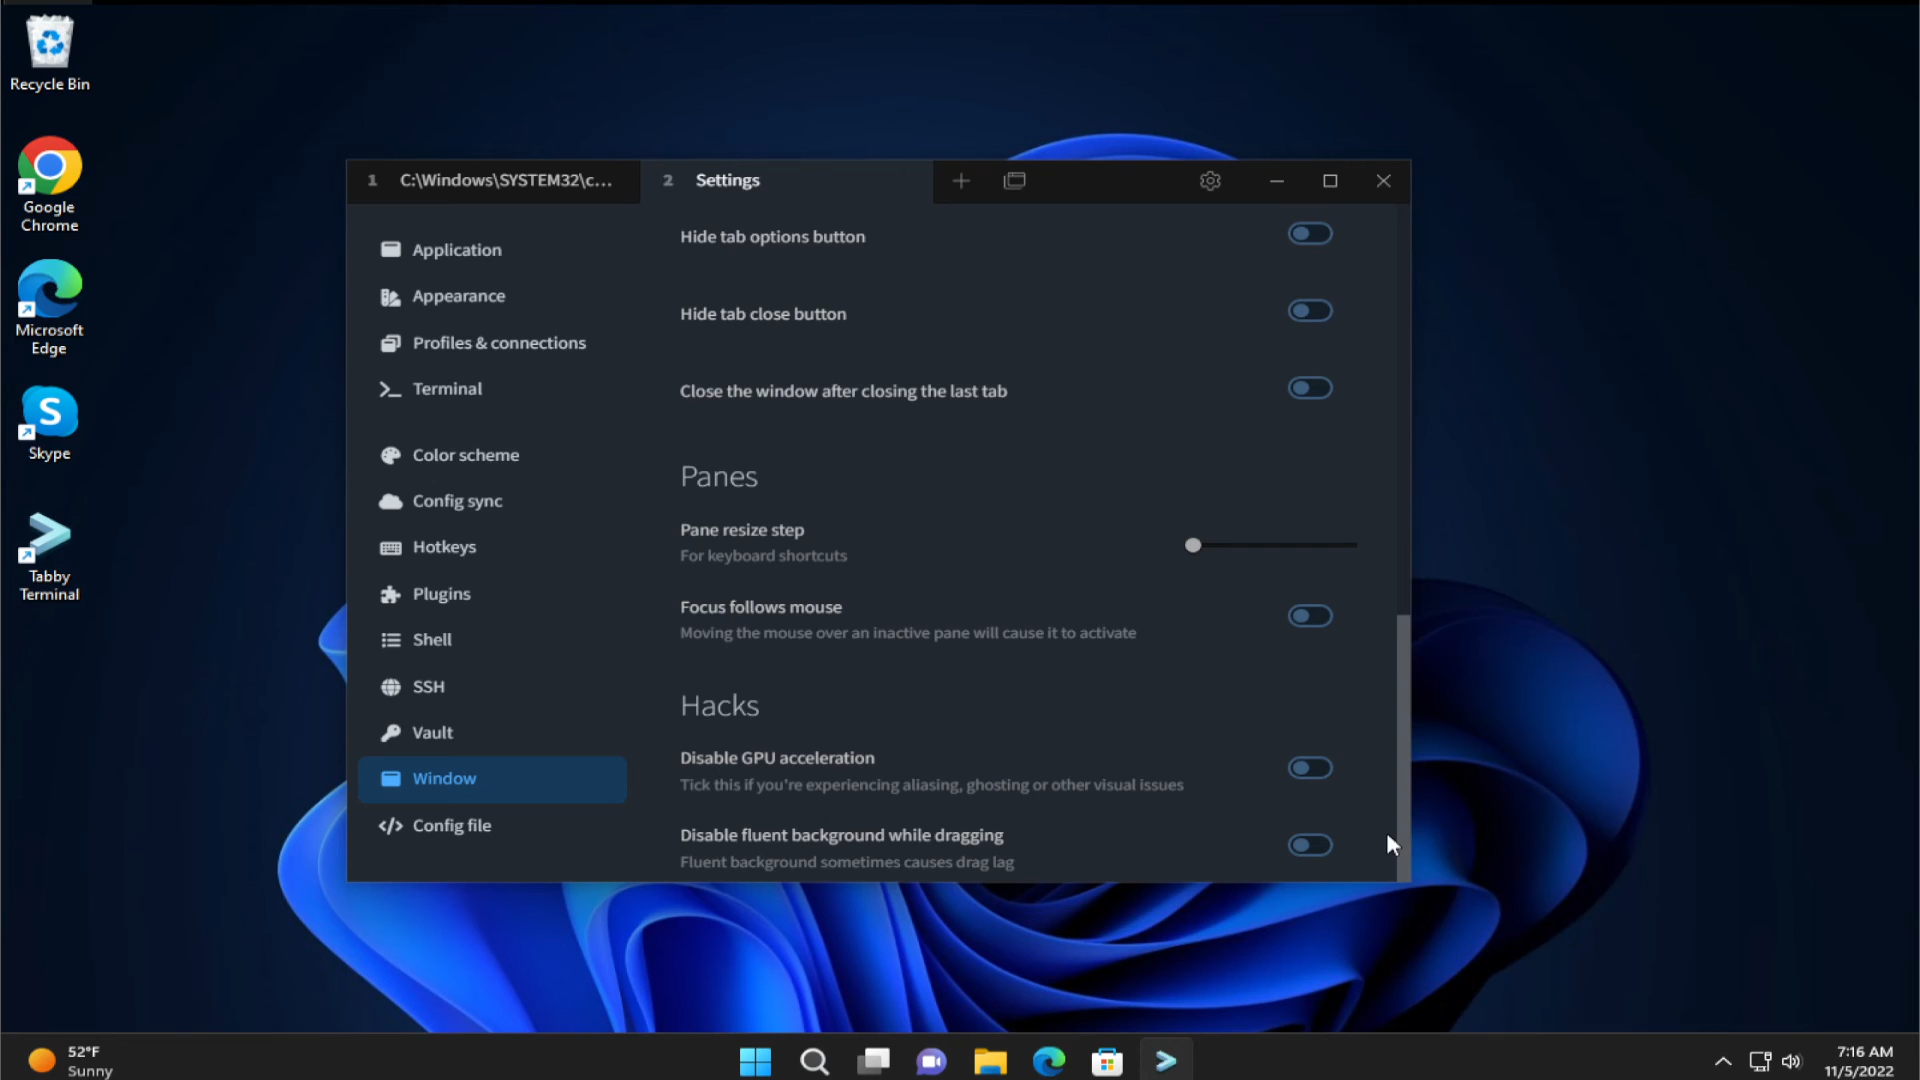 Recycle Bin
Google
Chrome
Microsoft
Edge
Skype
Tabby
Terminal
1 C:\Windows\SYSTEM32\c...
2 Settings
Application
Appearance
Profiles & connections
Terminal
Color scheme
Config sync
Hotkeys
Plugins
Shell
SSH
Vault
Window
Config file
Hide tab options button
Hide tab close button
Close the window after closing the last tab
Panes
Pane resize step
For keyboard shortcuts
Focus follows mouse
Moving the mouse over an inactive pane will cause it to activate
Hacks
Disable GPU acceleration
Tick this if you're experiencing aliasing, ghosting or other visual issues
Disable fluent background while dragging
Fluent background sometimes causes drag lag
52°F
Sunny
7:16 AM
11/5/2022